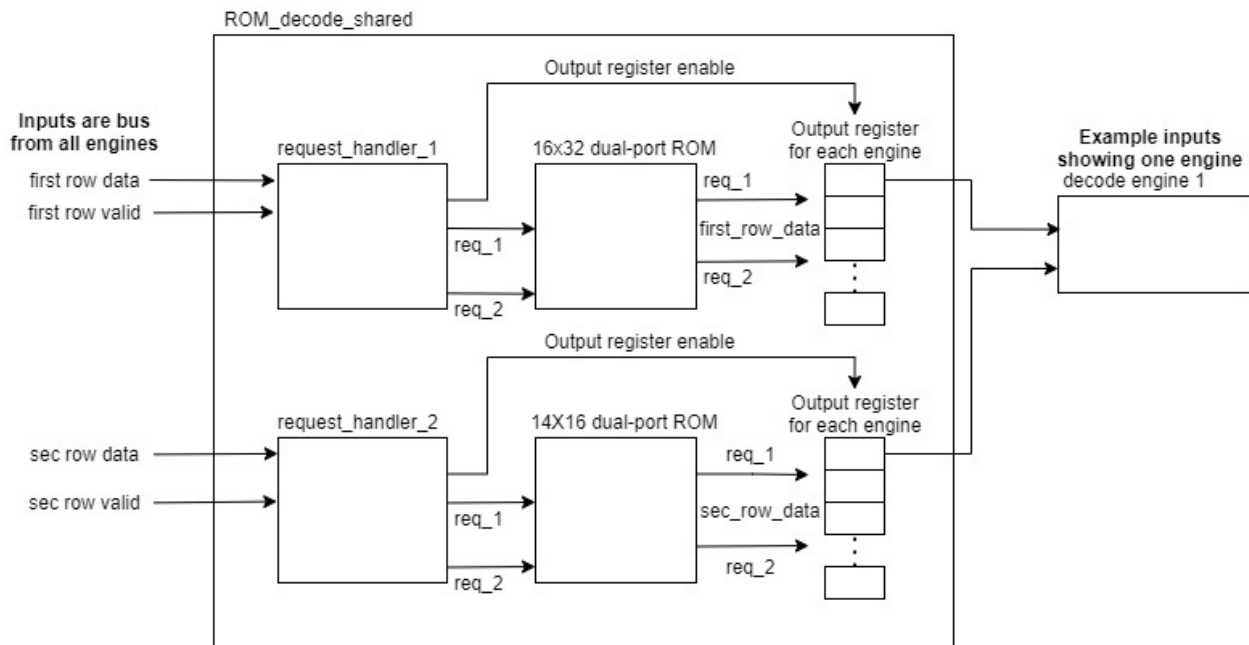 ROM_decode_shared
Output register enable
Inputs are bus
from all engines
first row data
first row valid
request_handler_1
req_1
req_2
16x32 dual-port ROM
req_1
first_row_data
req_2
Output register
for each engine
Example inputs
showing one engine
decode engine 1
Output register enable
sec row data
sec row valid
request_handler_2
req_1
req_2
14X16 dual-port ROM
req_1
sec_row_data
req_2
Output register
for each engine